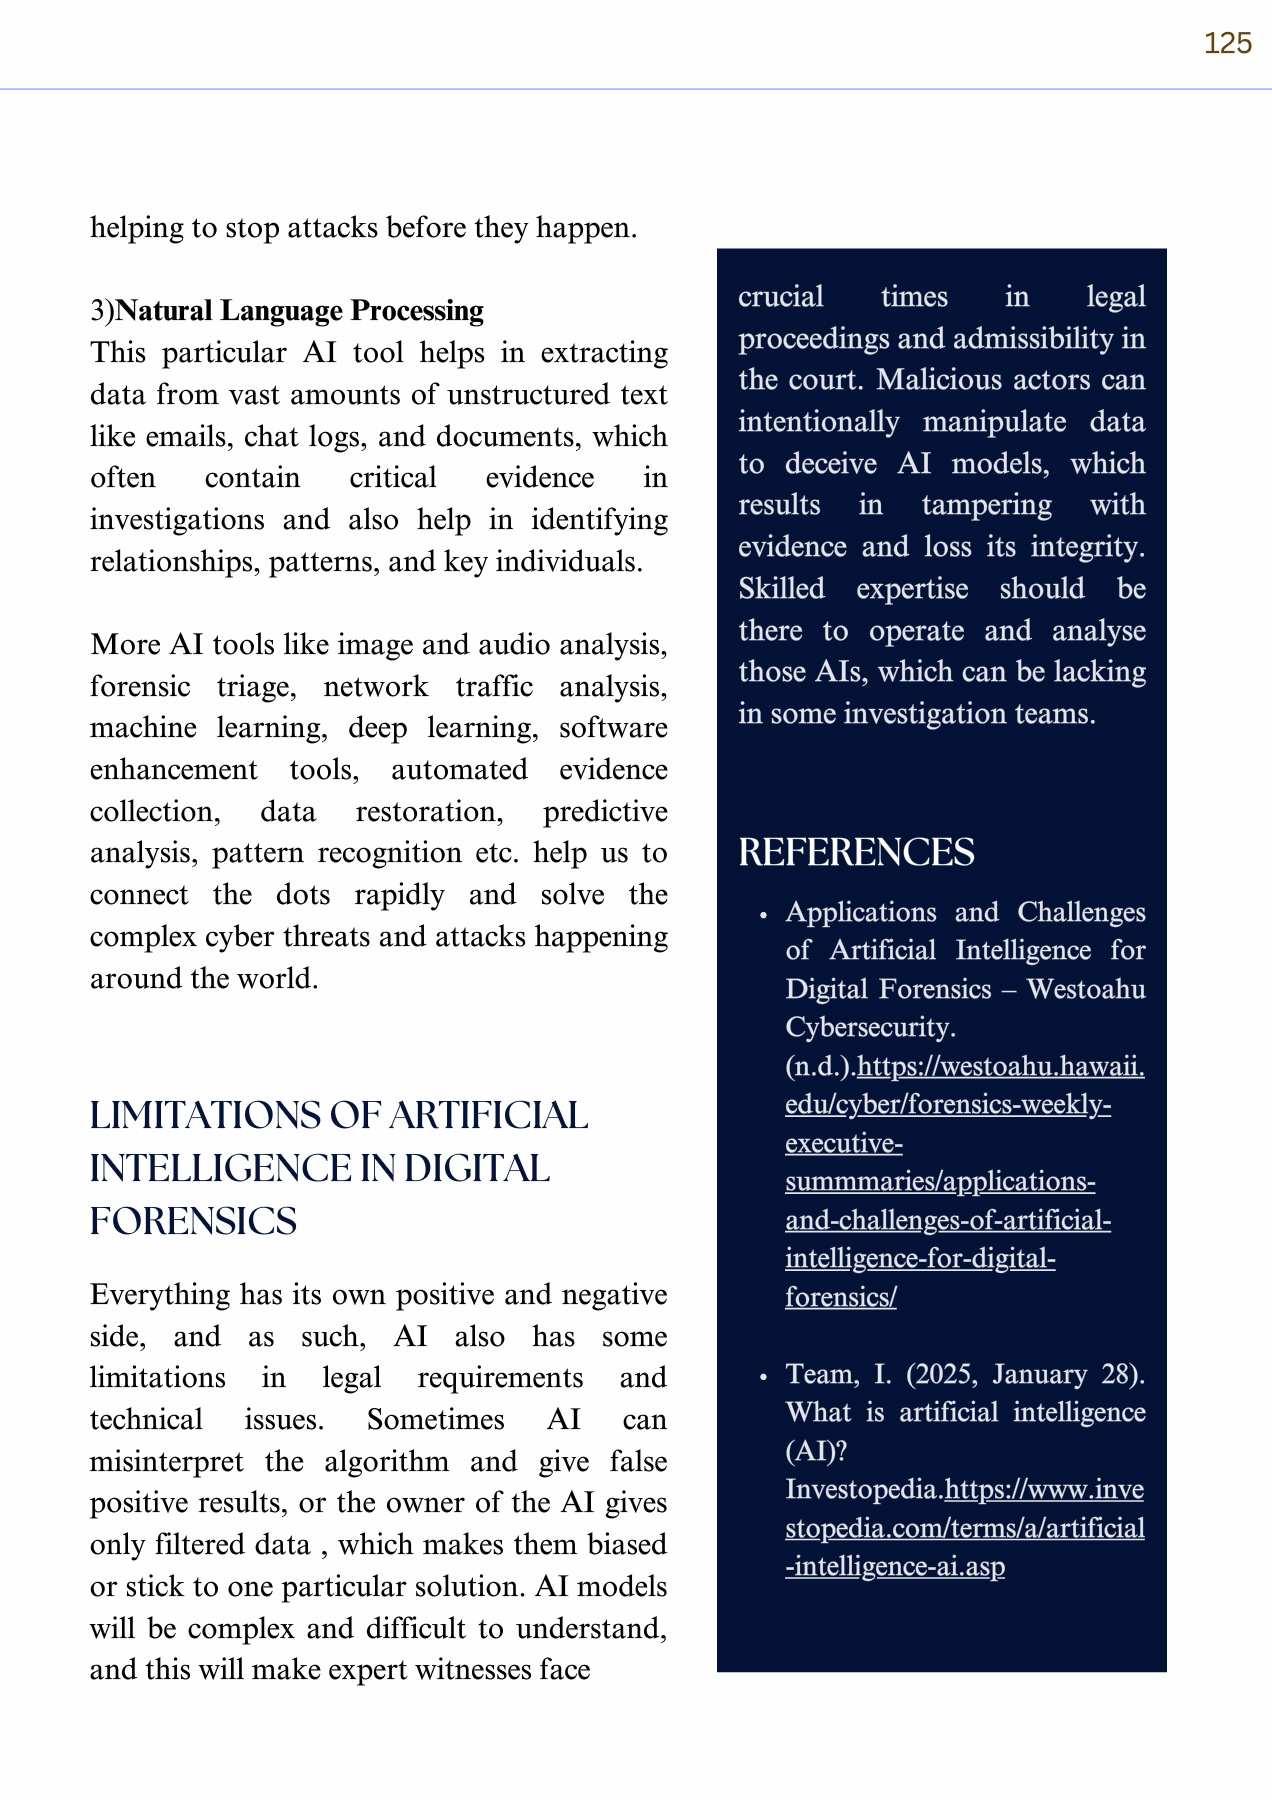 125
helping to stop attacks before they happen.
3)Natural Language Processing
This particular AI tool helps in extracting
data from vast amounts of unstructured text
like emails, chat logs, and documents, which
often contain critical evidence in
investigations and also help in identifying
relationships, patterns, and key individuals.
More AI tools like image and audio analysis,
forensic triage, network traffic analysis,
machine learning, deep learning, software
enhancement tools, automated evidence
collection, data restoration, predictive
analysis, pattern recognition etc. help us to
connect the dots rapidly and solve the
complex cyber threats and attacks happening
around the world.
LIMITATIONS OF ARTIFICIAL
INTELLIGENCE IN DIGITAL
FORENSICS
Everything has its own positive and negative
side, and as such, AI also has some
limitations in legal requirements and
technical issues. Sometimes AI can
misinterpret the algorithm and give false
positive results, or the owner of the AI gives
only filtered data , which makes them biased
or stick to one particular solution. AI models
will be complex and difficult to understand,
and this will make expert witnesses face
crucial times in legal
proceedings and admissibility in
the court. Malicious actors can
intentionally manipulate data
to deceive AI models, which
results in tampering with
evidence and loss its integrity.
Skilled expertise should be
there to operate and analyse
those AIs, which can be lacking
in some investigation teams.
REFERENCES
• Applications and Challenges
of Artificial Intelligence for
Digital Forensics – Westoahu
Cybersecurity.
(n.d.).https://westoahu.hawaii.
edu/cyber/forensics-weekly-
executive-
summmaries/applications-
and-challenges-of-artificial-
intelligence-for-digital-
forensics/
• Team, I. (2025, January 28).
What is artificial intelligence
(AI)?
Investopedia.https://www.inve
stopedia.com/terms/a/artificial
-intelligence-ai.asp